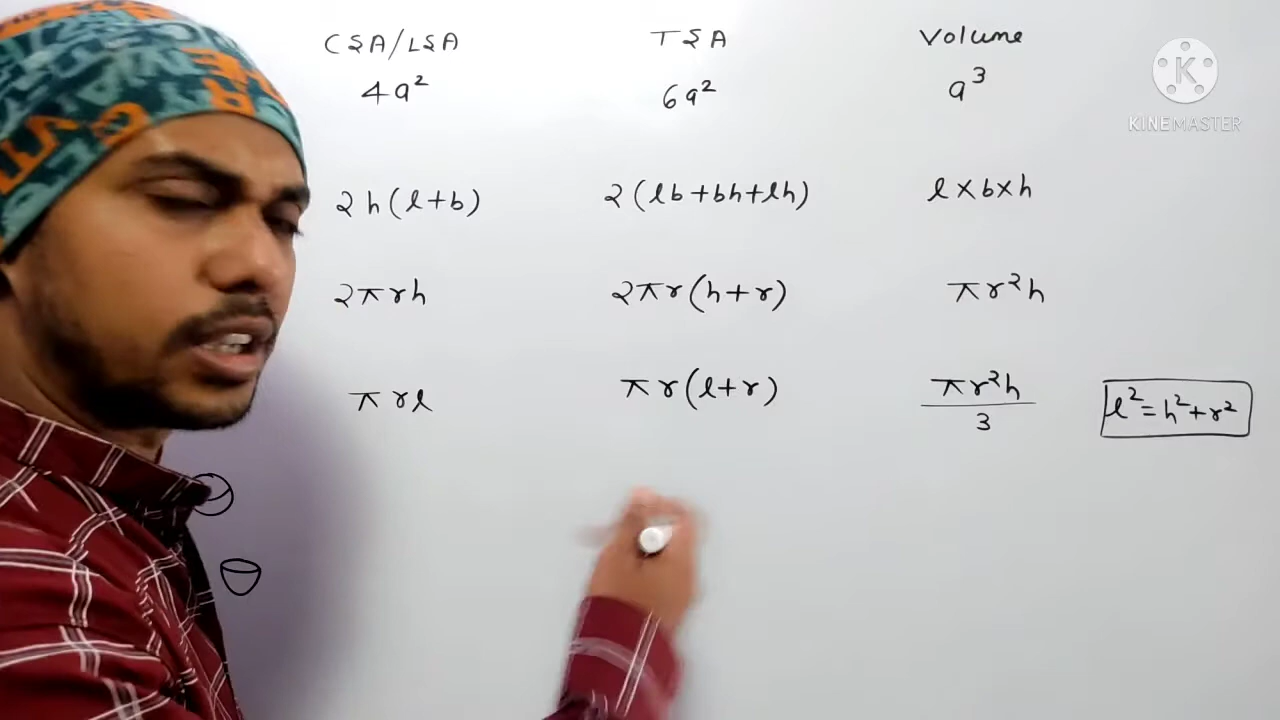 CSA/LSA TSA Volume
4a² 6a² a³
2h(l+b) 2(lb+bh+lh) l×b×h
2πrh 2πr(h+r) πr²h
πrl πr(l+r) πr²h/3 l²=h²+r²
KINEMASTER